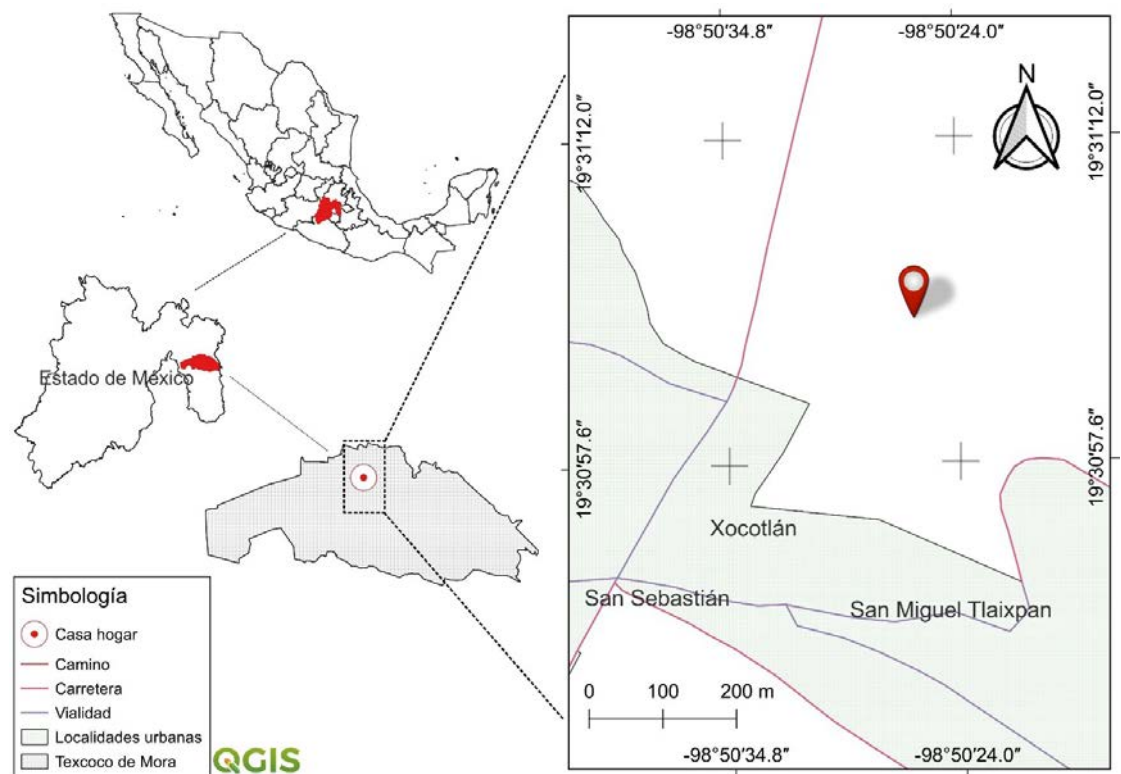 Estado de México
Simbología
Casa hogar
Camino
Carretera
Vialidad
Localidades urbanas
Texcoco de Mora
QGIS
-98°50'34.8″
-98°50'24.0″
N
19°31'12.0″
19°31'12.0″
19°30'57.6″
19°30'57.6″
Xocotlán
San Sebastián
San Miguel Tlaixpan
0 100 200 m
-98°50'34.8″
-98°50'24.0″